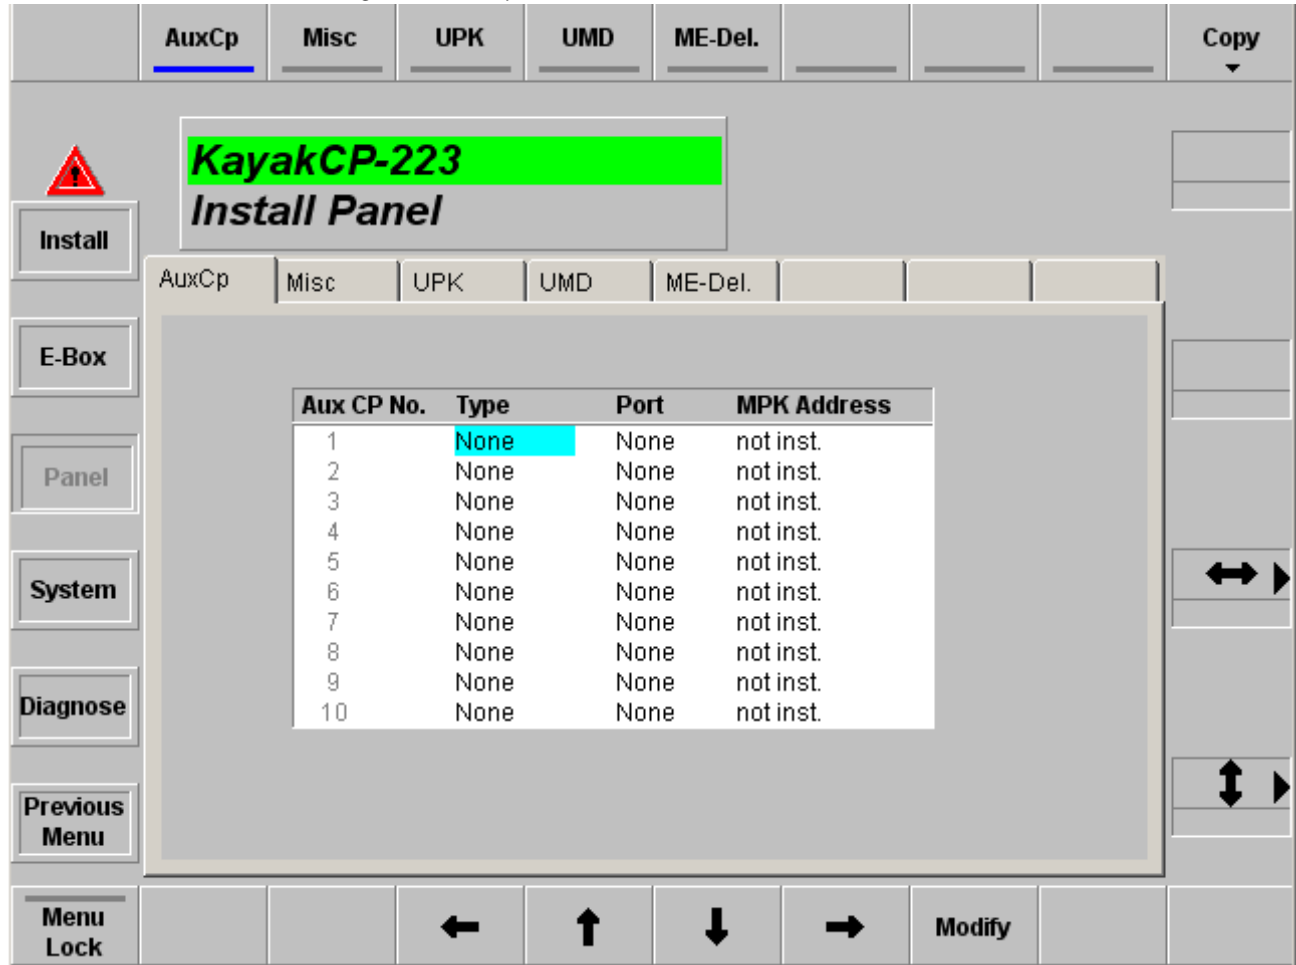 AuxCp Misc UPK UMD ME-Del. Copy
KayakCP-223
Install Panel
Install
AuxCp Misc UPK UMD ME-Del.
E-Box
Aux CP No. Type Port MPK Address
1 None None not inst.
2 None None not inst.
Panel
3 None None not inst.
4 None None not inst.
5 None None not inst.
System
6 None None not inst.
7 None None not inst.
8 None None not inst.
9 None None not inst.
Diagnose
10 None None not inst.
Previous
Menu
Menu
Lock
Modify